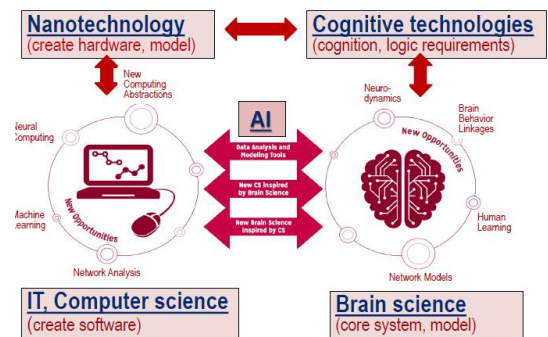 Nanotechnology
(create hardware, model)
Cognitive technologies
(cognition, logic requirements)
New
Computing
Abstractions
Neural
Computing
Machine
Learning
New Opportunities
Network Analysis
AI
Data Analysis and
Modeling Tools
New CS inspired
by Brain Science
New Brain Science
Inspired by CS
Neuro-
dynamics
Brain
Behavior
Linkages
New Opportunities
Human
Learning
Network Models
IT, Computer science
(create software)
Brain science
(core system, model)